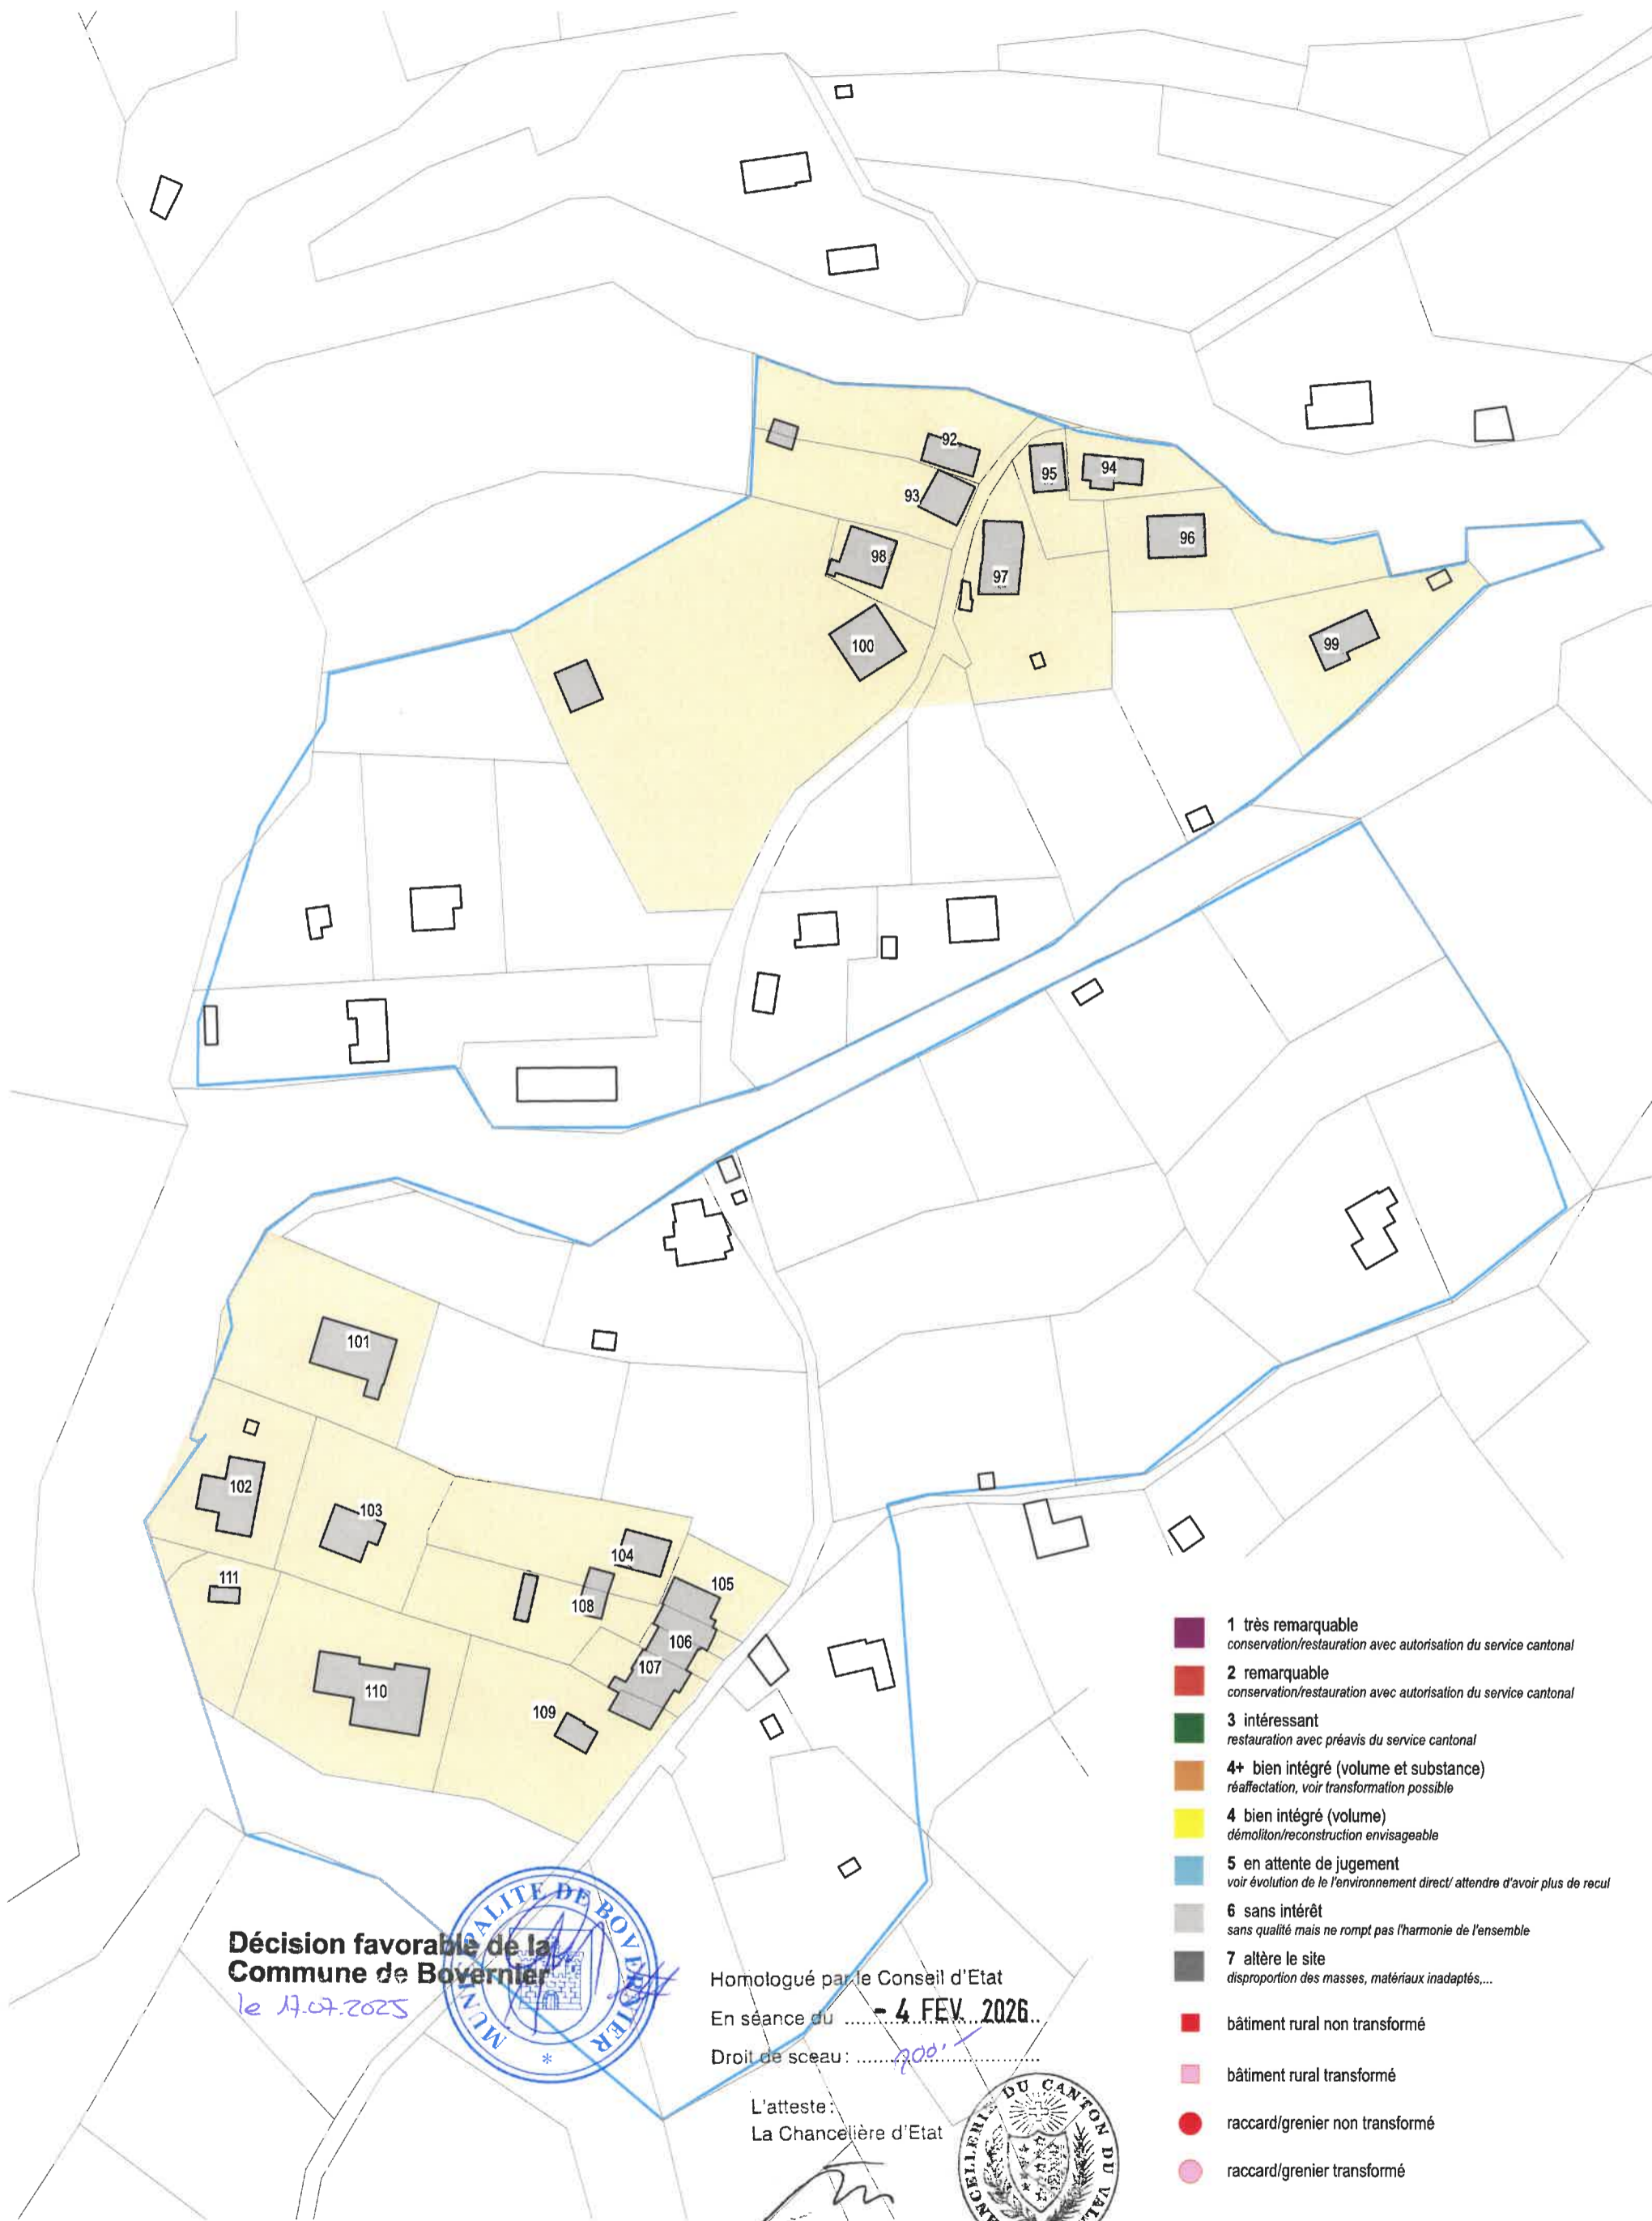 92
93
95
94
98
97
96
100
99
101
102
103
104
111
108
105
106
107
110
109
1 très remarquable
conservation/restauration avec autorisation du service cantonal
2 remarquable
conservation/restauration avec autorisation du service cantonal
3 intéressant
restauration avec préavis du service cantonal
4+ bien intégré (volume et substance)
réaffectation, voir transformation possible
4 bien intégré (volume)
démoliton/reconstruction envisageable
5 en attente de jugement
voir évolution de le l'environnement direct/ attendre d'avoir plus de recul
6 sans intérêt
sans qualité mais ne rompt pas l'harmonie de l'ensemble
7 altère le site
disproportion des masses, matériaux inadaptés,...
bâtiment rural non transformé
bâtiment rural transformé
raccard/grenier non transformé
raccard/grenier transformé
Décision favorable de la
Commune de Bovernier
le 17.07.2025
MUNICIPALITE DE BOVERNIER
*
Homologué par le Conseil d'Etat
En séance du - 4 FEV. 2026
Droit de sceau:
L'atteste:
La Chancelière d'Etat
DU CANTON DU